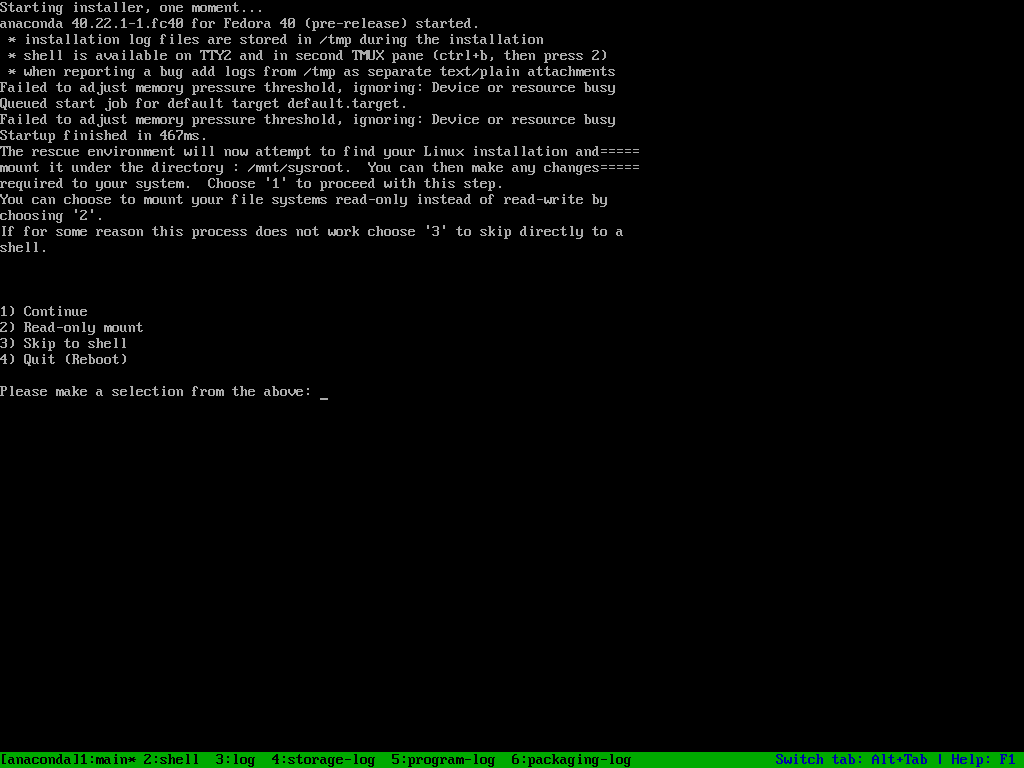 Starting installer, one moment...
anaconda 40.22.1-1.fc40 for Fedora 40 (pre-release) started.
 * installation log files are stored in /tmp during the installation
 * shell is available on TTY2 and in second TMUX pane (ctrl+b, then press 2)
 * when reporting a bug add logs from /tmp as separate text/plain attachments
Failed to adjust memory pressure threshold, ignoring: Device or resource busy
Queued start job for default target default.target.
Failed to adjust memory pressure threshold, ignoring: Device or resource busy
Startup finished in 467ms.
The rescue environment will now attempt to find your Linux installation and=====
mount it under the directory : /mnt/sysroot.  You can then make any changes=====
required to your system.  Choose '1' to proceed with this step.
You can choose to mount your file systems read-only instead of read-write by
choosing '2'.
If for some reason this process does not work choose '3' to skip directly to a
shell.
1) Continue
2) Read-only mount
3) Skip to shell
4) Quit (Reboot)
Please make a selection from the above: _
[anaconda]1:main* 2:shell  3:log  4:storage-log  5:program-log  6:packaging-log Switch tab: Alt+Tab | Help: F1